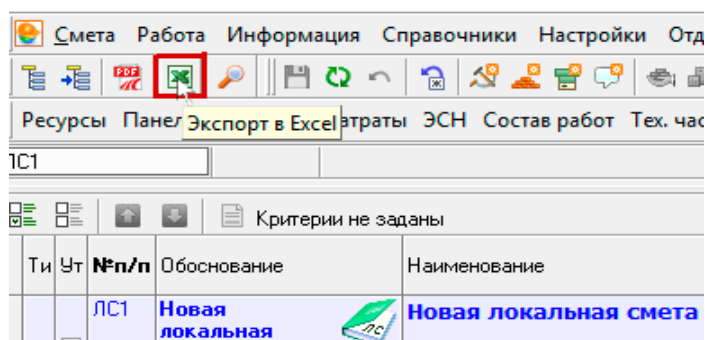 Смета Работа Информация Справочники Настройки Отд
PDF
Ресурсы Панел Экспорт в Excel атраты ЭСН Состав работ Тех. час
ЛС1
Критерии не заданы
Ти Ут №п/п Обоснование Наименование
ЛС1 Новая локальная ЛС Новая локальная смета